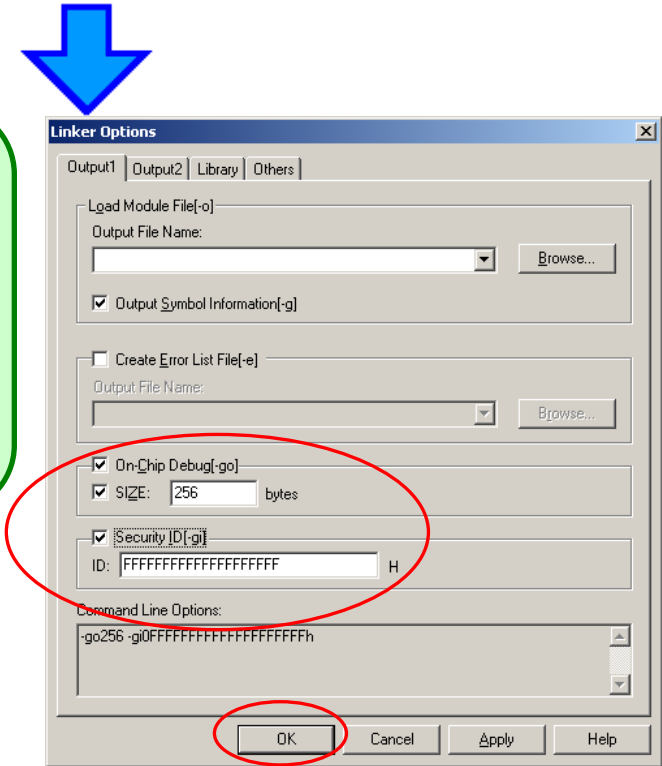 Linker Options
Output1 Output2 Library Others
Load Module File[-o]
Output File Name:
Browse...
Output Symbol Information[-g]
Create Error List File[-e]
Output File Name:
Browse...
On-Chip Debug[-go]
SIZE: 256 bytes
Security ID[-gi]
ID: FFFFFFFFFFFFFFFFFFFF H
Command Line Options:
-go256 -gi0FFFFFFFFFFFFFFFFFFFFh
OK Cancel Apply Help